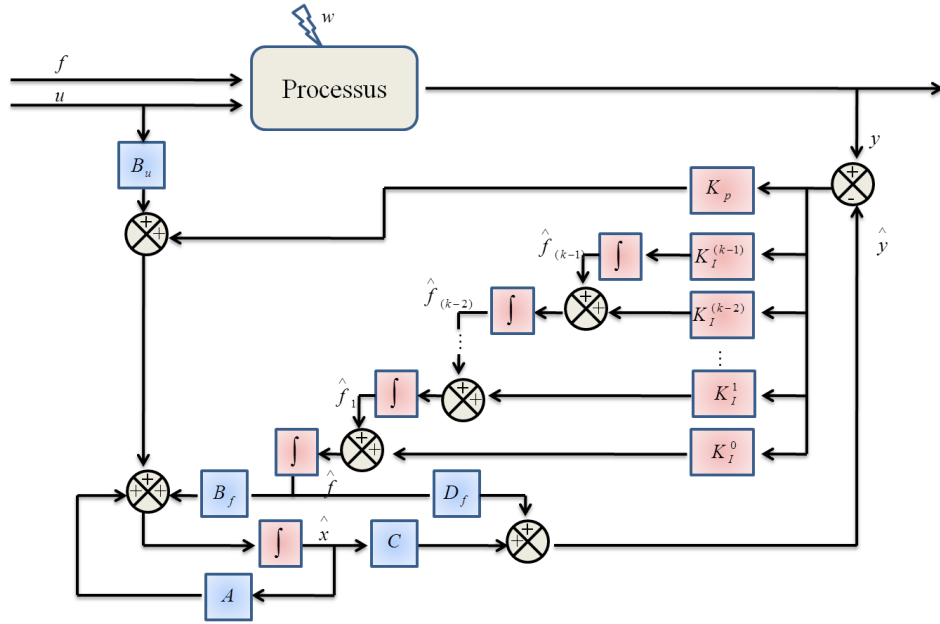 w
f
Processus
u
y
B_u
K_p
+
-
+
+
ŷ
f̂_(k-1)
∫
K_I^(k-1)
f̂_(k-2)
∫
+
+
K_I^(k-2)
⋮
⋮
f̂_1
∫
+
+
K_I^1
∫
+
+
K_I^0
f̂
+
+
+
B_f
D_f
∫
x̂
C
+
+
A